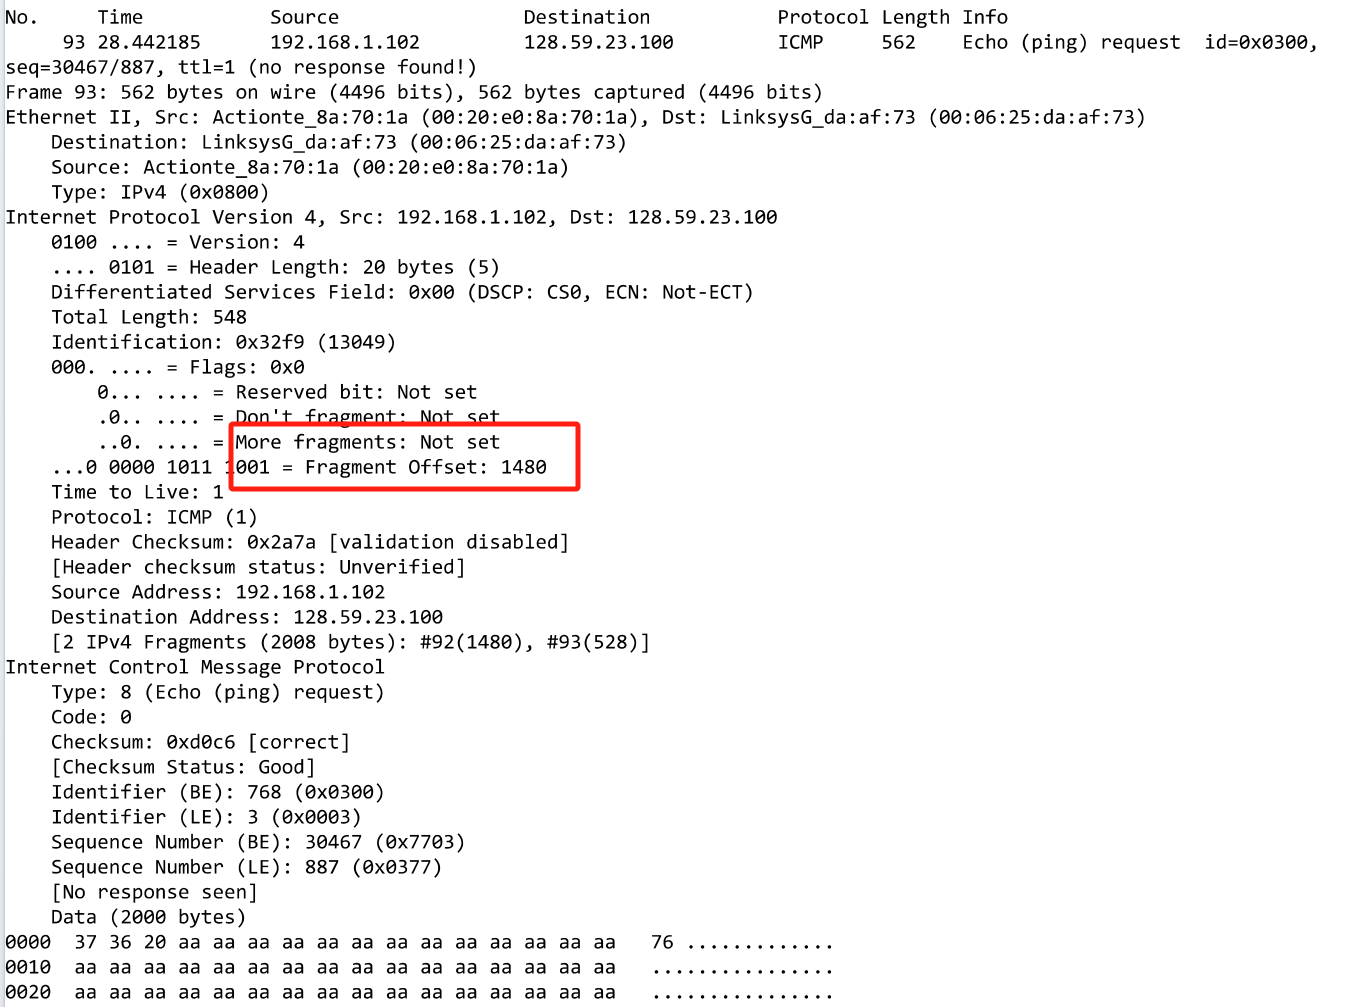 No.     Time           Source                Destination           Protocol Length Info
     93 28.442185      192.168.1.102         128.59.23.100         ICMP     562    Echo (ping) request  id=0x0300,
seq=30467/887, ttl=1 (no response found!)
Frame 93: 562 bytes on wire (4496 bits), 562 bytes captured (4496 bits)
Ethernet II, Src: Actionte_8a:70:1a (00:20:e0:8a:70:1a), Dst: LinksysG_da:af:73 (00:06:25:da:af:73)
    Destination: LinksysG_da:af:73 (00:06:25:da:af:73)
    Source: Actionte_8a:70:1a (00:20:e0:8a:70:1a)
    Type: IPv4 (0x0800)
Internet Protocol Version 4, Src: 192.168.1.102, Dst: 128.59.23.100
    0100 .... = Version: 4
    .... 0101 = Header Length: 20 bytes (5)
    Differentiated Services Field: 0x00 (DSCP: CS0, ECN: Not-ECT)
    Total Length: 548
    Identification: 0x32f9 (13049)
    000. .... = Flags: 0x0
        0... .... = Reserved bit: Not set
        .0.. .... = Don't fragment: Not set
        ..0. .... = More fragments: Not set
    ...0 0000 1011 1001 = Fragment Offset: 1480
    Time to Live: 1
    Protocol: ICMP (1)
    Header Checksum: 0x2a7a [validation disabled]
    [Header checksum status: Unverified]
    Source Address: 192.168.1.102
    Destination Address: 128.59.23.100
    [2 IPv4 Fragments (2008 bytes): #92(1480), #93(528)]
Internet Control Message Protocol
    Type: 8 (Echo (ping) request)
    Code: 0
    Checksum: 0xd0c6 [correct]
    [Checksum Status: Good]
    Identifier (BE): 768 (0x0300)
    Identifier (LE): 3 (0x0003)
    Sequence Number (BE): 30467 (0x7703)
    Sequence Number (LE): 887 (0x0377)
    [No response seen]
    Data (2000 bytes)
0000  37 36 20 aa aa aa aa aa aa aa aa aa aa aa aa aa   76 .............
0010  aa aa aa aa aa aa aa aa aa aa aa aa aa aa aa aa   ................
0020  aa aa aa aa aa aa aa aa aa aa aa aa aa aa aa aa   ................